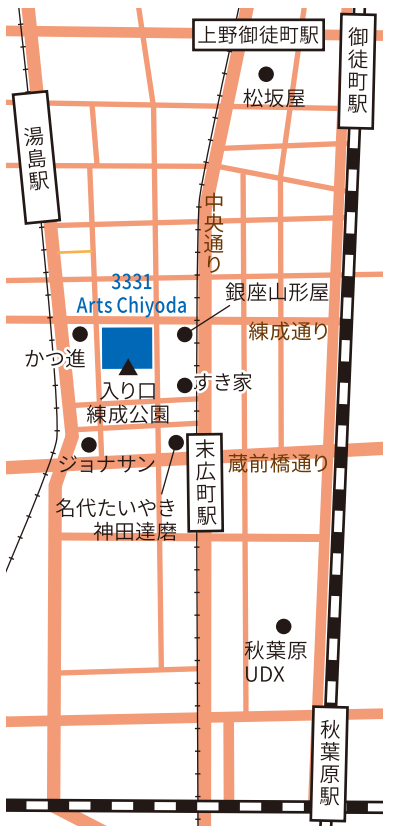 上野御徒町駅
御徒町駅
松坂屋
湯島駅
中央通り
3331
Arts Chiyoda
銀座山形屋
練成通り
かつ進
すき家
入り口
練成公園
ジョナサン
末広町駅
蔵前橋通り
名代たいやき
神田達磨
秋葉原
UDX
秋葉原駅